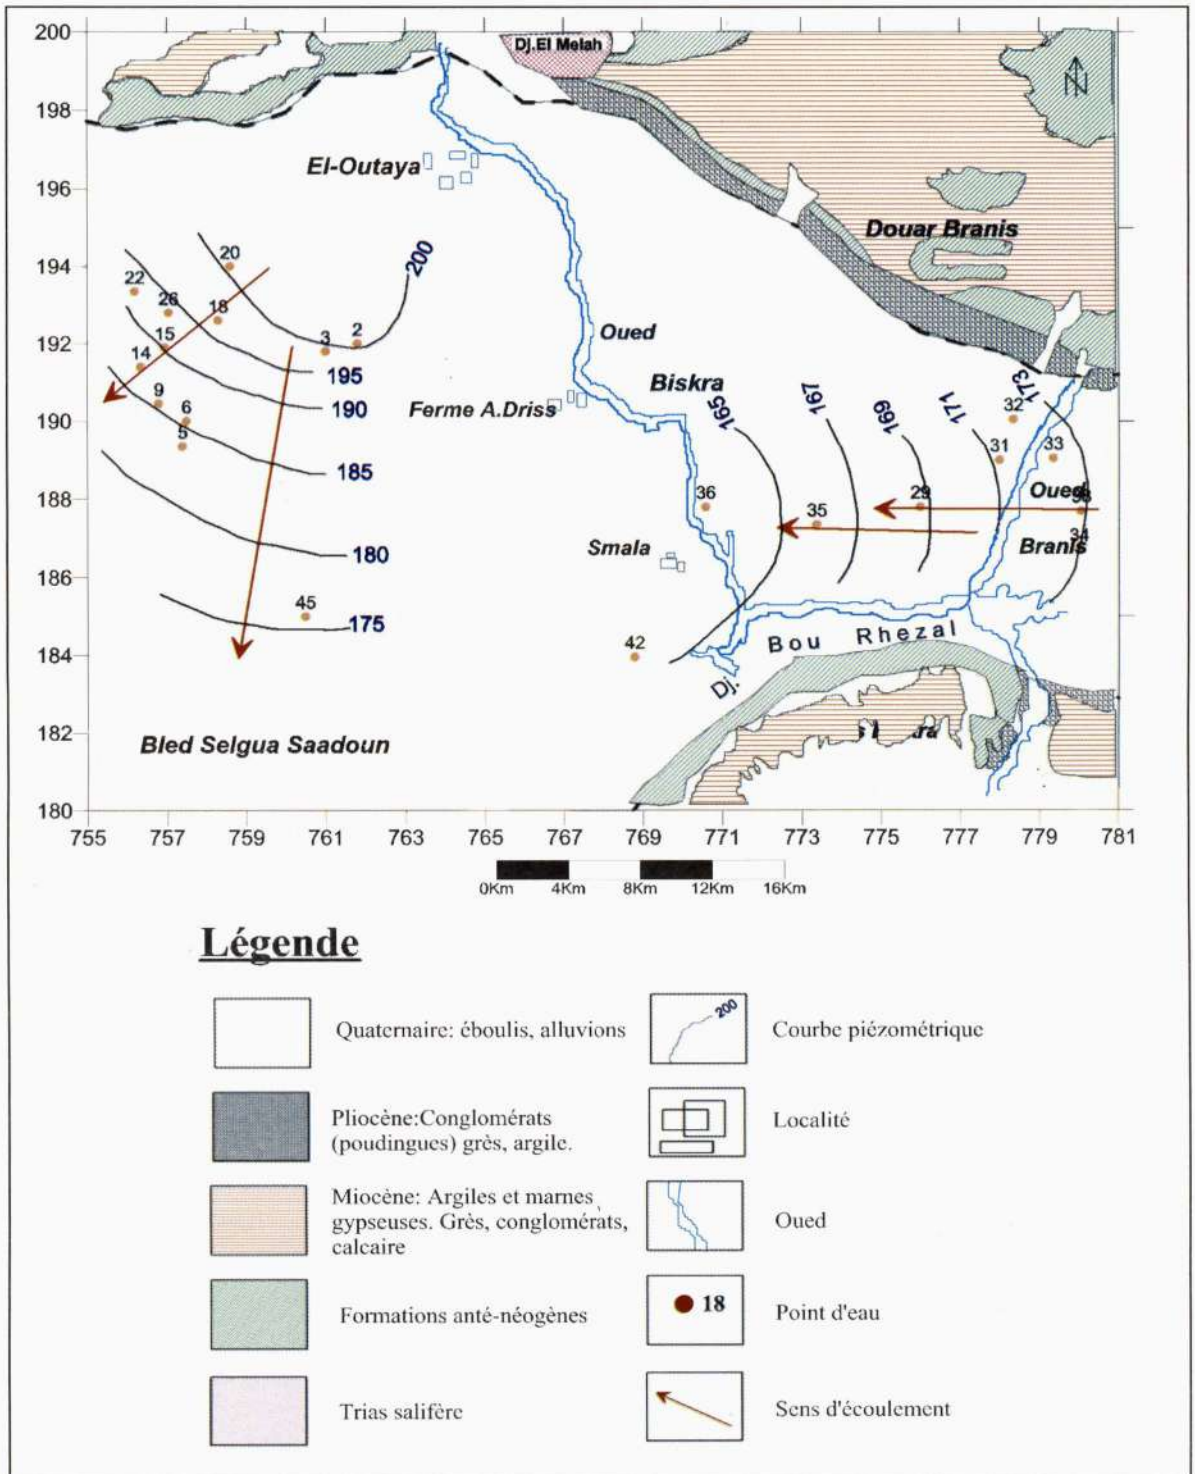 200
198
196
194
192
190
188
186
184
182
180
755 757 759 761 763 765 767 769 771 773 775 777 779 781
Dj.El Melah
N
El-Outaya
Douar Branis
20
200
22
26
18
15
14
3
2
195
190
9
6
5
185
180
45
175
Oued
Biskra
Ferme A.Driss
165
167
169
171
173
32
31
33
36
35
29
Oued
34
Branis
Smala
42
Dj. Bou Rhezal
Bled Selgua Saadoun
0Km 4Km 8Km 12Km 16Km
Légende
Quaternaire: éboulis, alluvions
Pliocène:Conglomérats
(poudingues) grès, argile.
Miocène: Argiles et marnes
gypseuses. Grès, conglomérats,
calcaire
Formations anté-néogènes
Trias salifère
200
Courbe piézométrique
Localité
Oued
18
Point d'eau
Sens d'écoulement